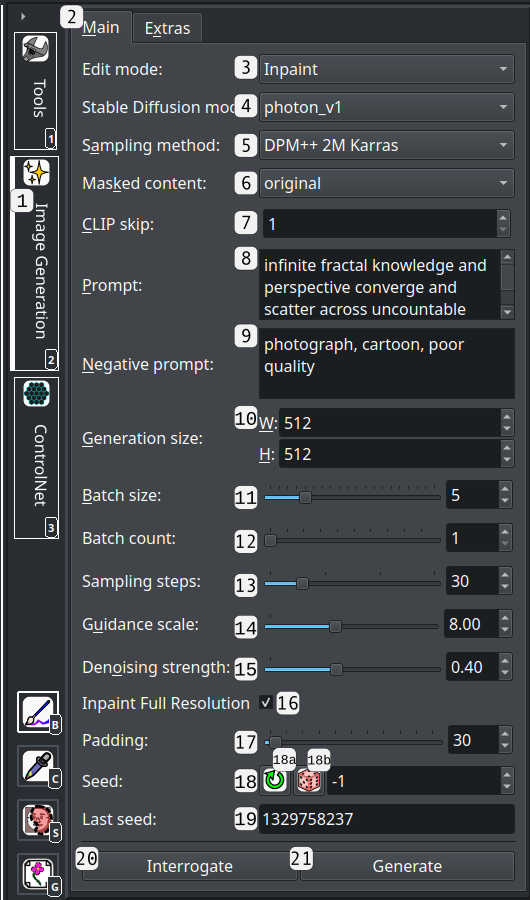 2
Main
Extras
Tools
1
1
Image Generation
2
ControlNet
3
B
C
S
G
Edit mode:
3
Inpaint
Stable Diffusion mod
4
photon_v1
Sampling method:
5
DPM++ 2M Karras
Masked content:
6
original
CLIP skip:
7
1
Prompt:
8
infinite fractal knowledge and
perspective converge and
scatter across uncountable
Negative prompt:
9
photograph, cartoon, poor
quality
Generation size:
10
W: 512
H: 512
Batch size:
11
5
Batch count:
12
1
Sampling steps:
13
30
Guidance scale:
14
8.00
Denoising strength:
15
0.40
Inpaint Full Resolution
16
Padding:
17
30
Seed:
18
18a
18b
-1
Last seed:
19
1329758237
20
Interrogate
21
Generate